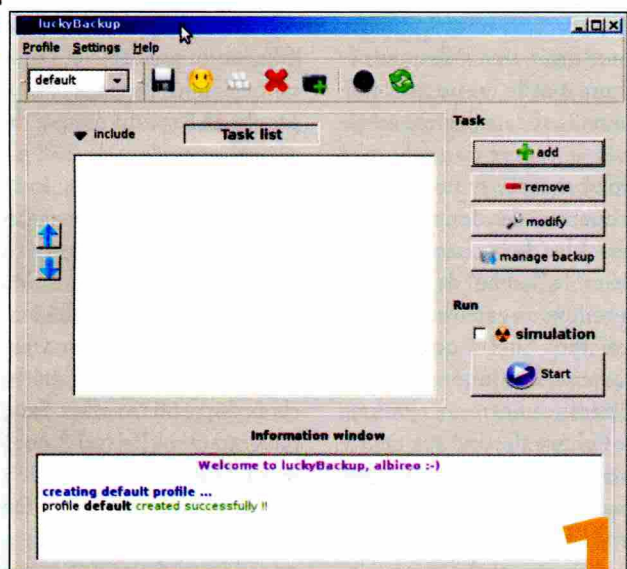 luckyBackup
Profile Settings Help
default
include Task list
Task
add
remove
modify
manage backup
Run
simulation
Start
Information window
Welcome to luckyBackup, albireo :-)
creating default profile ...
profile default created successfully !!
1